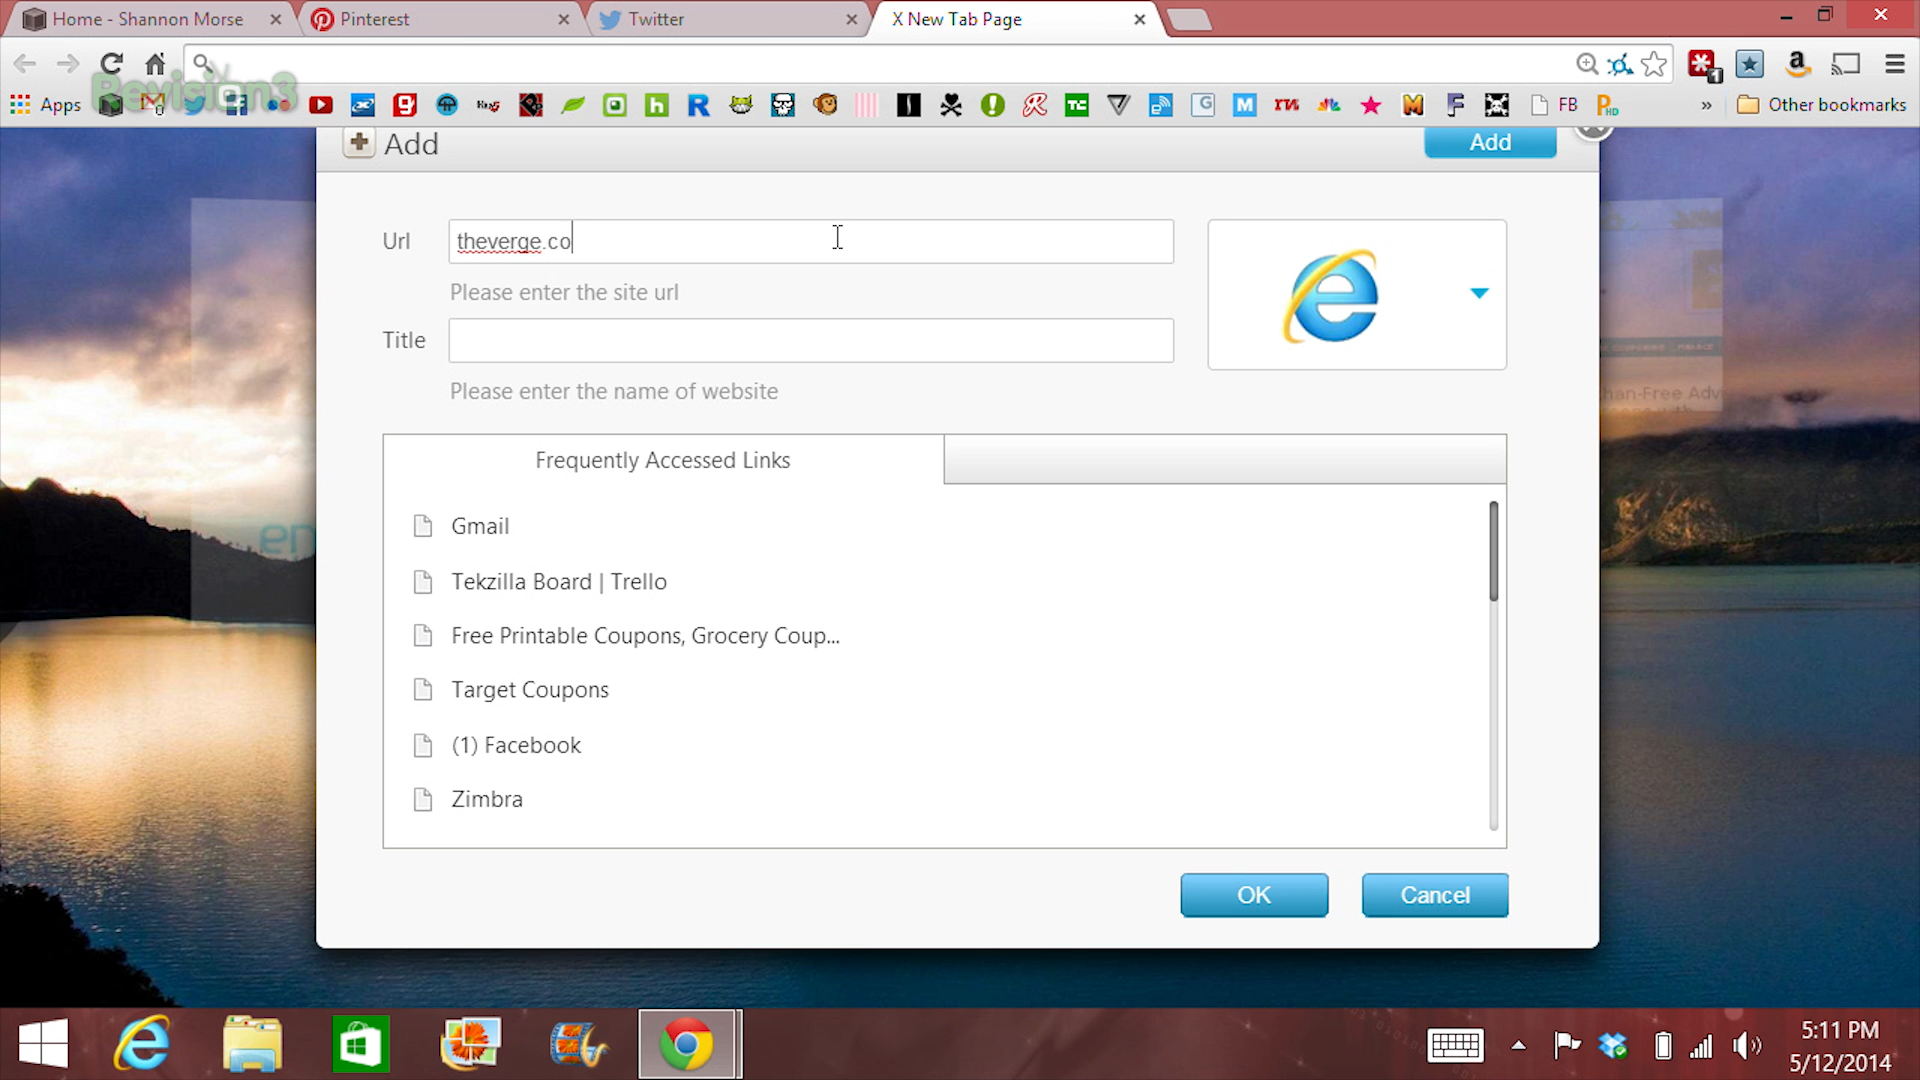 Home - Shannon Morse
Pinterest
Twitter
X New Tab Page
Apps
Revision3
FB
Other bookmarks
Add
Add
Url
theverge.co
Please enter the site url
Title
Please enter the name of website
Frequently Accessed Links
Gmail
Tekzilla Board | Trello
Free Printable Coupons, Grocery Coup...
Target Coupons
(1) Facebook
Zimbra
OK
Cancel
5:11 PM
5/12/2014